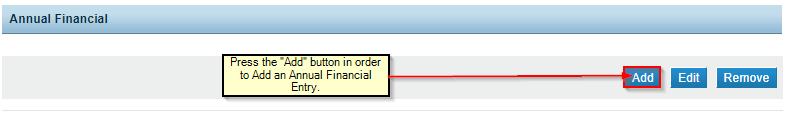 Annual Financial
Press the "Add" button in order
to Add an Annual Financial
Entry.
Add Edit Remove